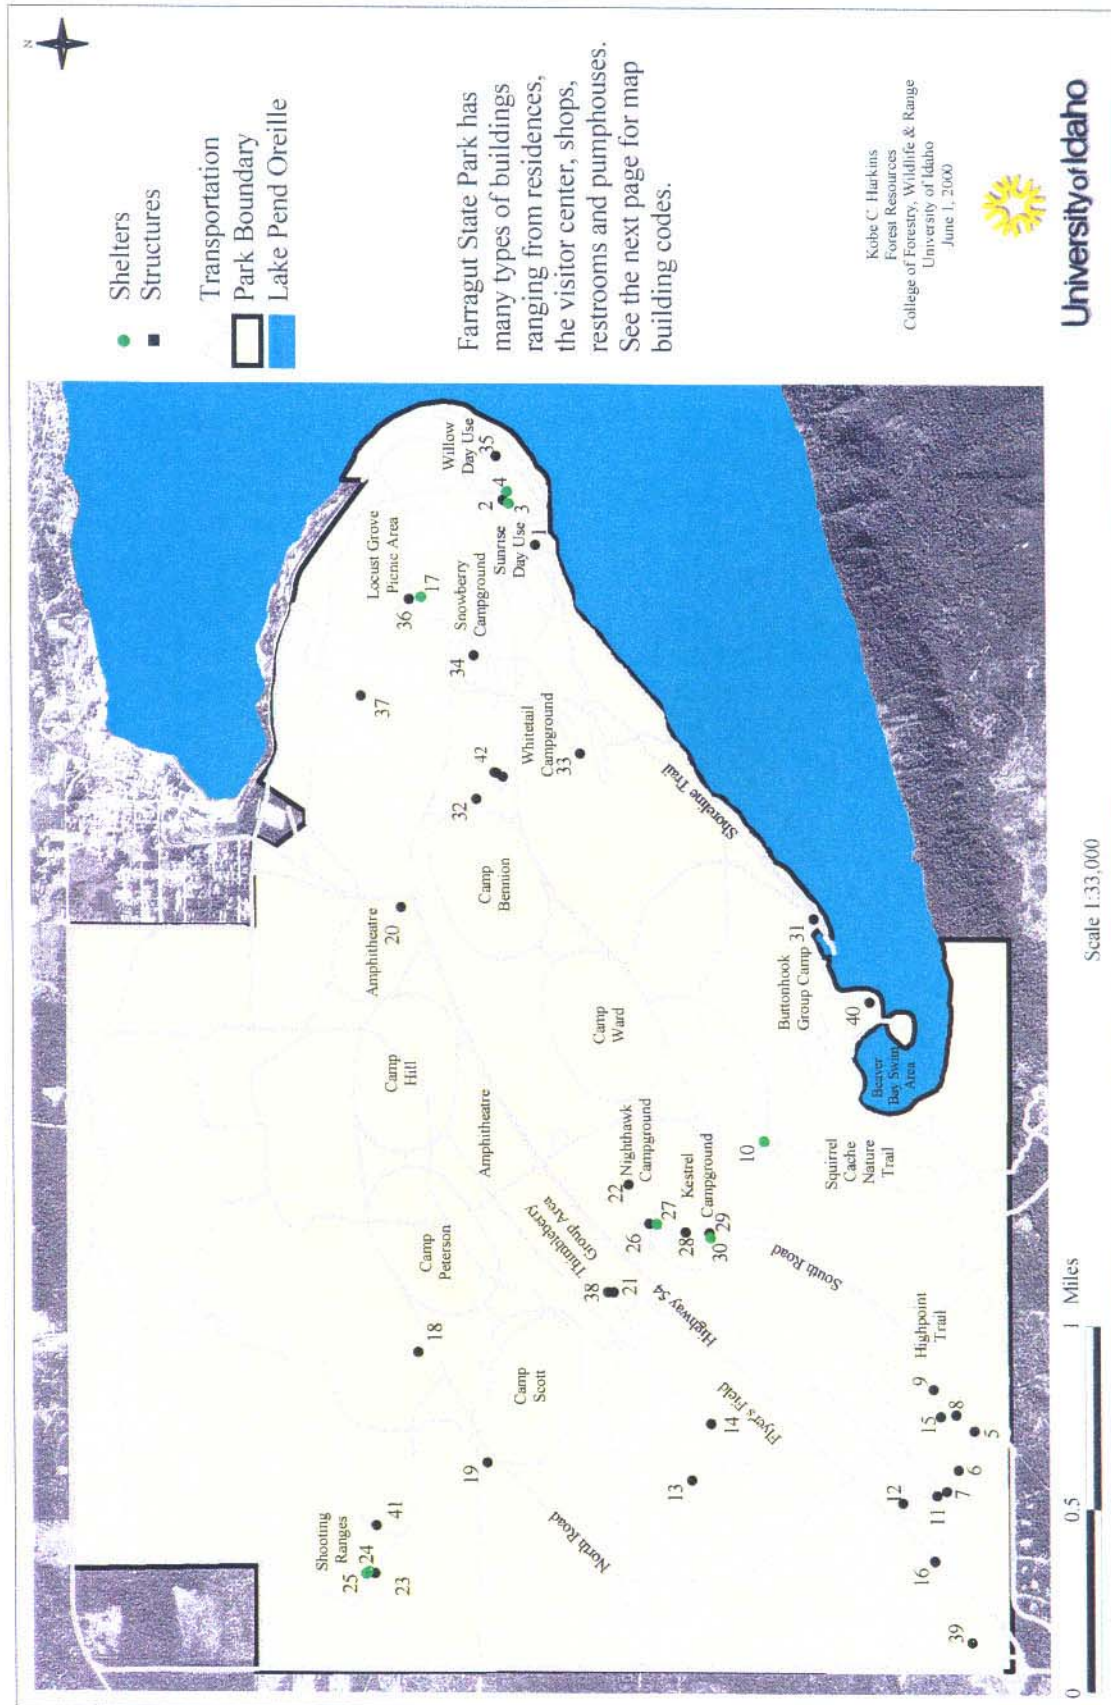 N
Shelters
Structures
Transportation
Park Boundary
Lake Pend Oreille
Farragut State Park has
many types of buildings
ranging from residences,
the visitor center, shops,
restrooms and pumphouses.
See the next page for map
building codes.
Kobe C. Harkins
Forest Resources
College of Forestry, Wildlife & Range
University of Idaho
June 1, 2000
University of Idaho
Shooting
Ranges
25
24
23
41
19
North Road
18
Camp
Peterson
Camp
Scott
Camp
Hill
Amphitheatre
20
Amphitheatre
Camp
Bennion
Camp
Ward
37
Locust Grove
Picnic Area
36
17
34
Snowberry
Campground
32
42
Whitetail
Campground
33
Willow
Day Use
35
2
4
3
Sunrise
Day Use
1
Shoreline Trail
Thimbleberry
Group Area
38
21
Highway 54
22
Nighthawk
Campground
26
27
28
Kestrel
Campground
29
30
10
South Road
Buttonhook
Group Camp
31
40
Beaver
Bay Swim
Area
Squirrel
Cache
Nature
Trail
13
14
Flyer's Field
Highpoint
Trail
9
15
8
5
6
7
11
12
16
39
0
0.5
1 Miles
Scale 1:33,000